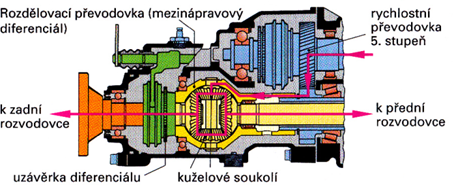 Rozdělovací převodovka (mezinápravový
diferenciál)
rychlostní
převodovka
5. stupeň
k zadní
rozvodovce
k přední
rozvodovce
uzávěrka diferenciálu
kuželové soukolí